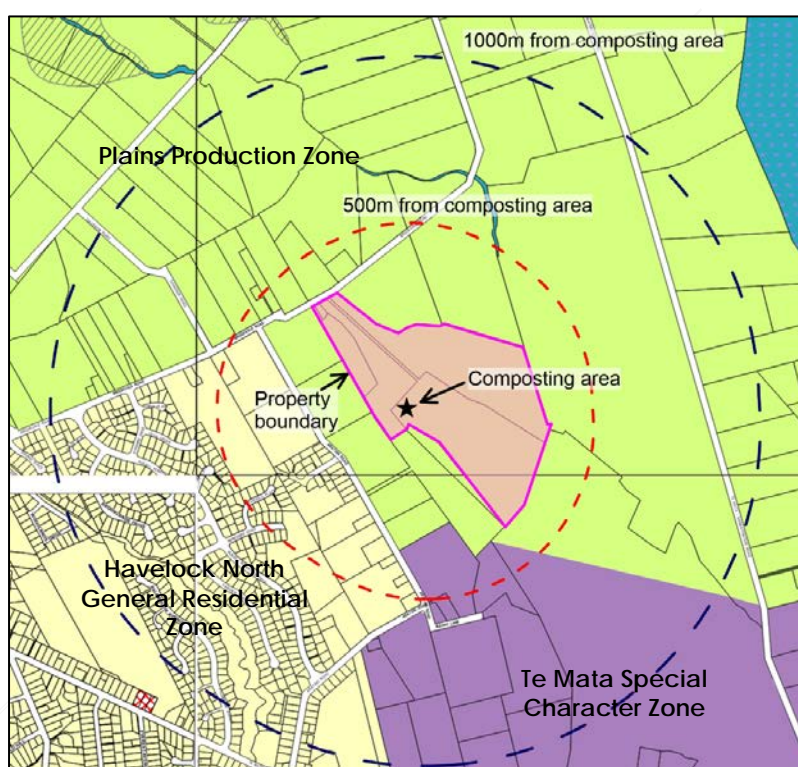 1000m from composting area
Plains Production Zone
500m from composting area
Composting area
Property
boundary
Havelock North
General Residential
Zone
Te Mata Special
Character Zone